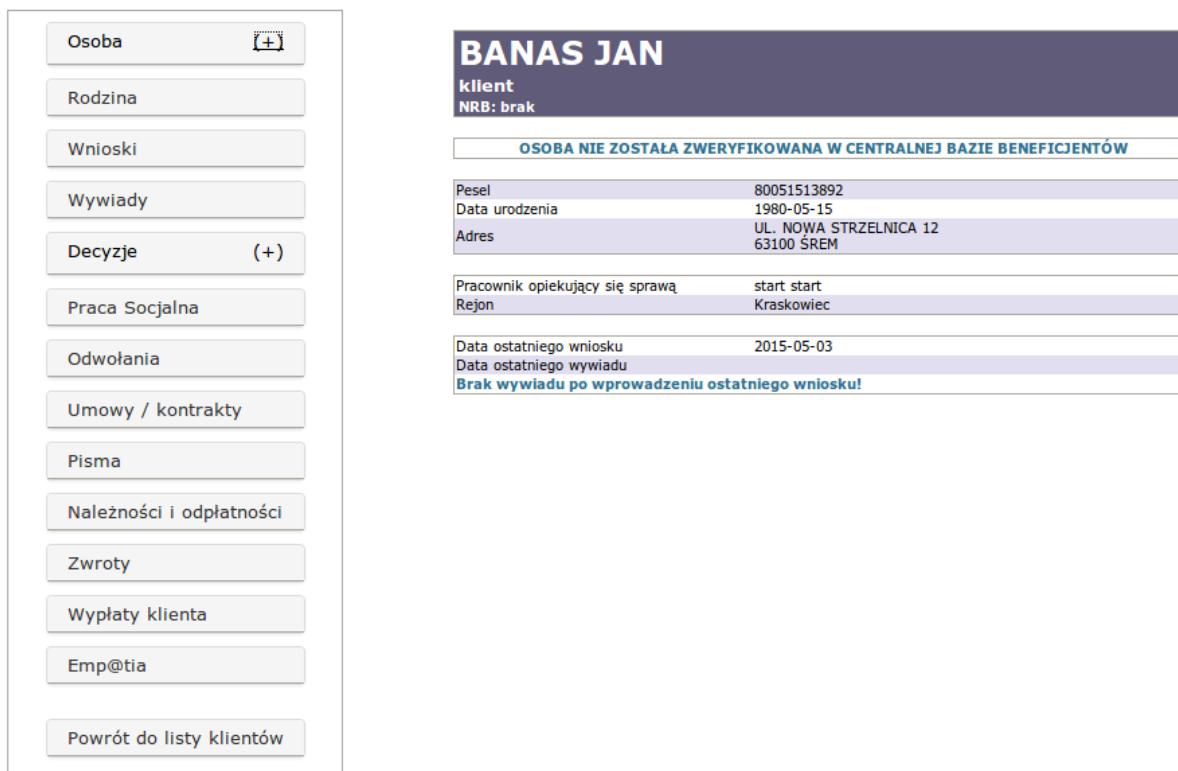 Osoba (+)
Rodzina
Wnioski
Wywiady
Decyzje (+)
Praca Socjalna
Odwołania
Umowy / kontrakty
Pisma
Należności i odpłatności
Zwroty
Wypłaty klienta
Emp@tia
Powrót do listy klientów
BANAS JAN
klient
NRB: brak
OSOBA NIE ZOSTAŁA ZWERYFIKOWANA W CENTRALNEJ BAZIE BENEFICJENTÓW
Pesel 80051513892
Data urodzenia 1980-05-15
Adres UL. NOWA STRZELNICA 12
63100 ŚREM
Pracownik opiekujący się sprawą start start
Rejon Kraskowiec
Data ostatniego wniosku 2015-05-03
Data ostatniego wywiadu
Brak wywiadu po wprowadzeniu ostatniego wniosku!